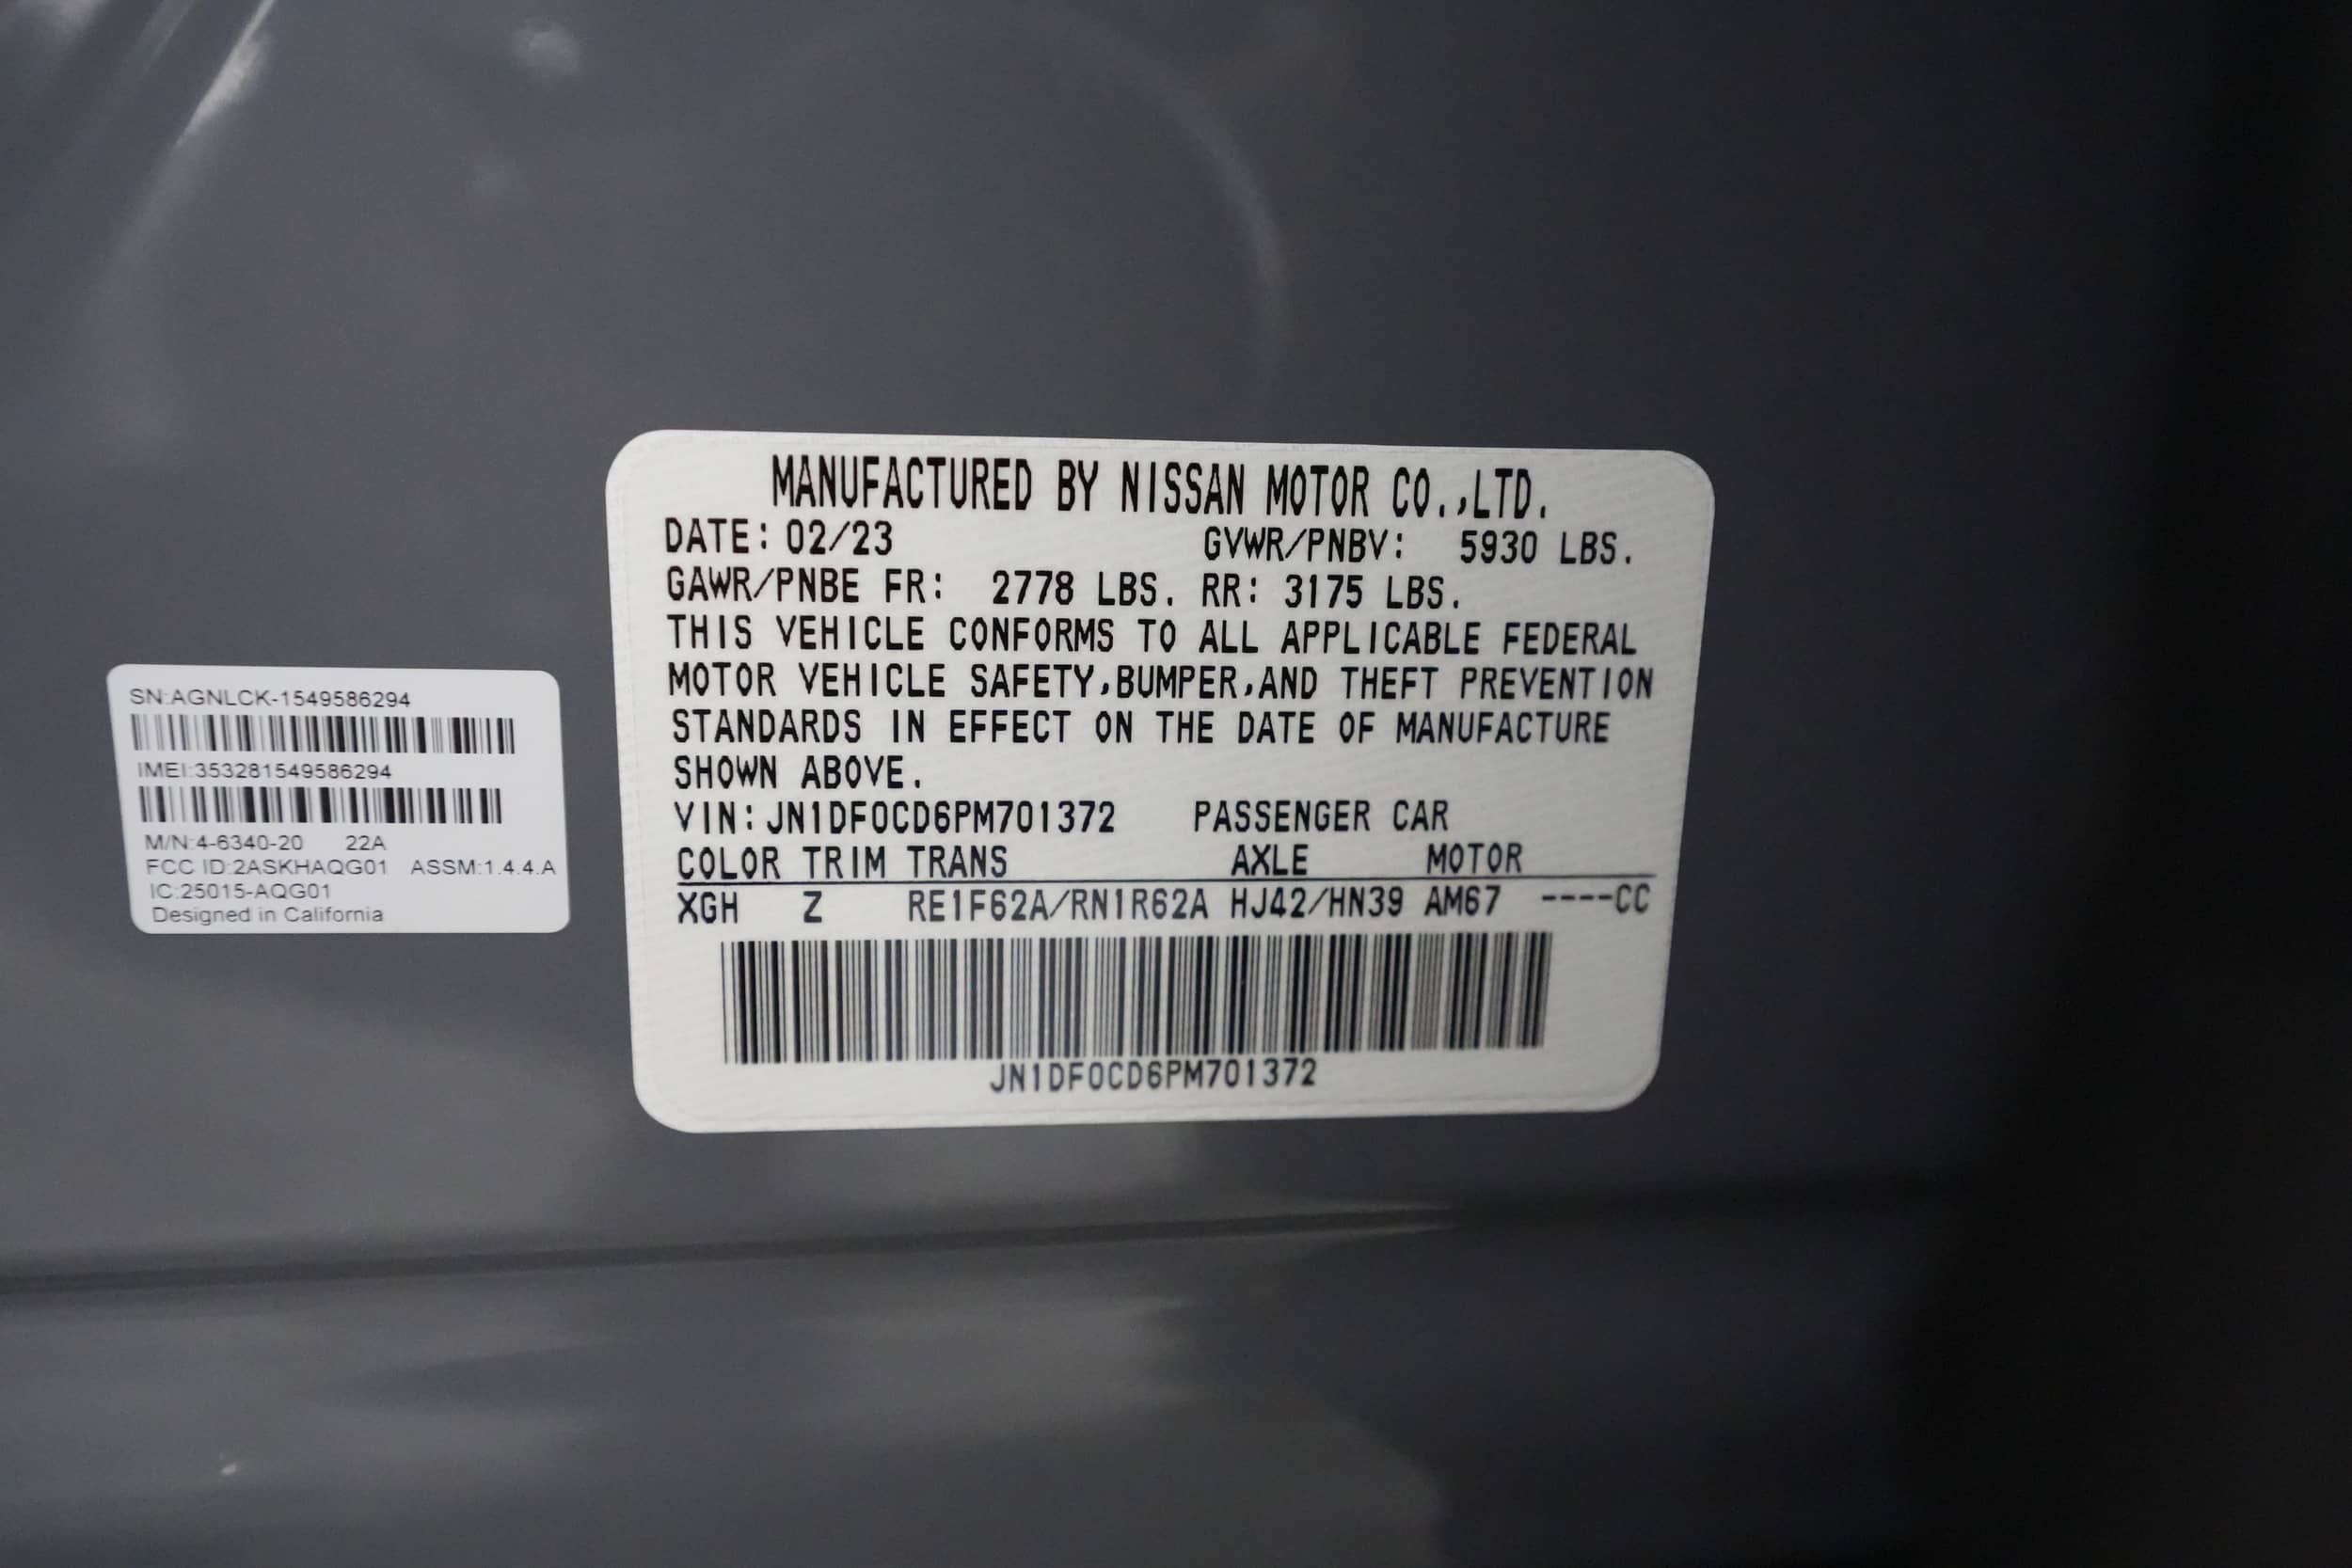 MANUFACTURED BY NISSAN MOTOR CO.,LTD.
DATE: 02/23 GVWR/PNBV: 5930 LBS.
GAWR/PNBE FR: 2778 LBS. RR: 3175 LBS.
THIS VEHICLE CONFORMS TO ALL APPLICABLE FEDERAL
MOTOR VEHICLE SAFETY,BUMPER,AND THEFT PREVENTION
STANDARDS IN EFFECT ON THE DATE OF MANUFACTURE
SHOWN ABOVE.
VIN:JN1DF0CD6PM701372 PASSENGER CAR
COLOR TRIM TRANS AXLE MOTOR
XGH Z RE1F62A/RN1R62A HJ42/HN39 AM67 ----CC
JN1DF0CD6PM701372
SN:AGNLCK-1549586294
IMEI:353281549586294
M/N:4-6340-20 22A
FCC ID:2ASKHAQG01 ASSM:1.4.4.A
IC:25015-AQG01
Designed in California